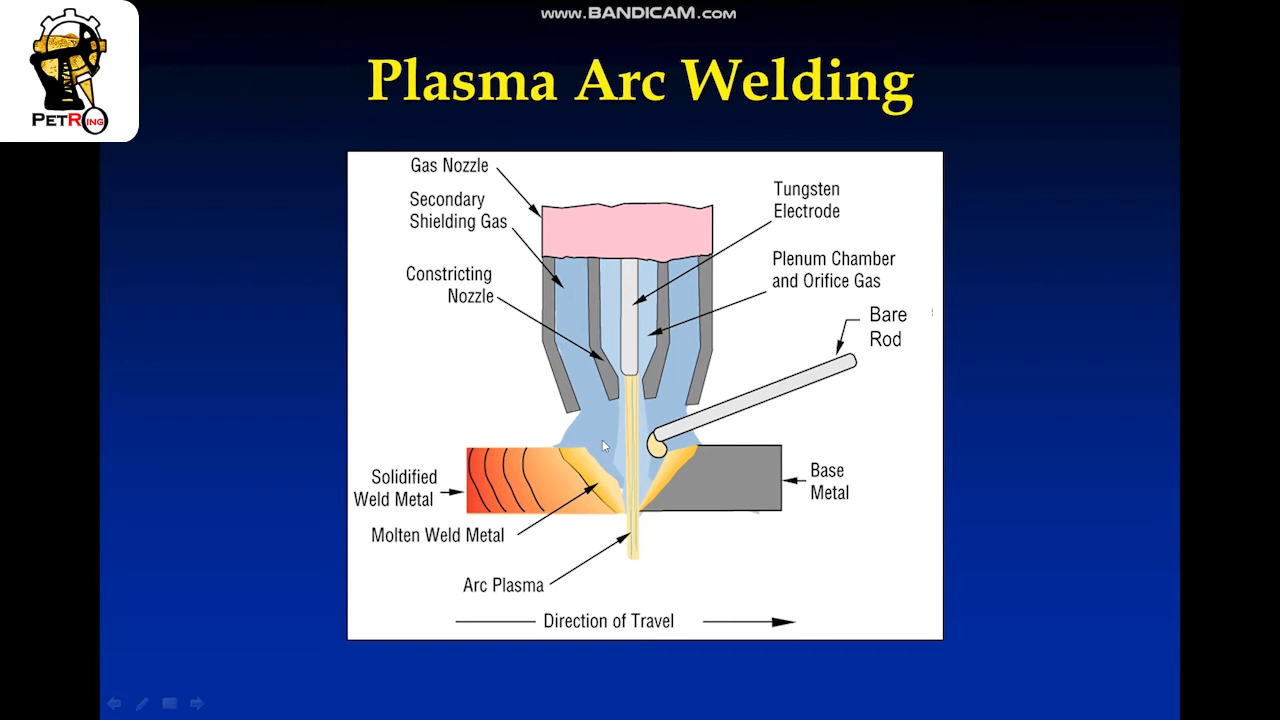 www.BANDICAM.com
PETRING
Plasma Arc Welding
Gas Nozzle
Secondary
Shielding Gas
Constricting
Nozzle
Tungsten
Electrode
Plenum Chamber
and Orifice Gas
Bare
Rod
Solidified
Weld Metal
Molten Weld Metal
Arc Plasma
Base
Metal
Direction of Travel